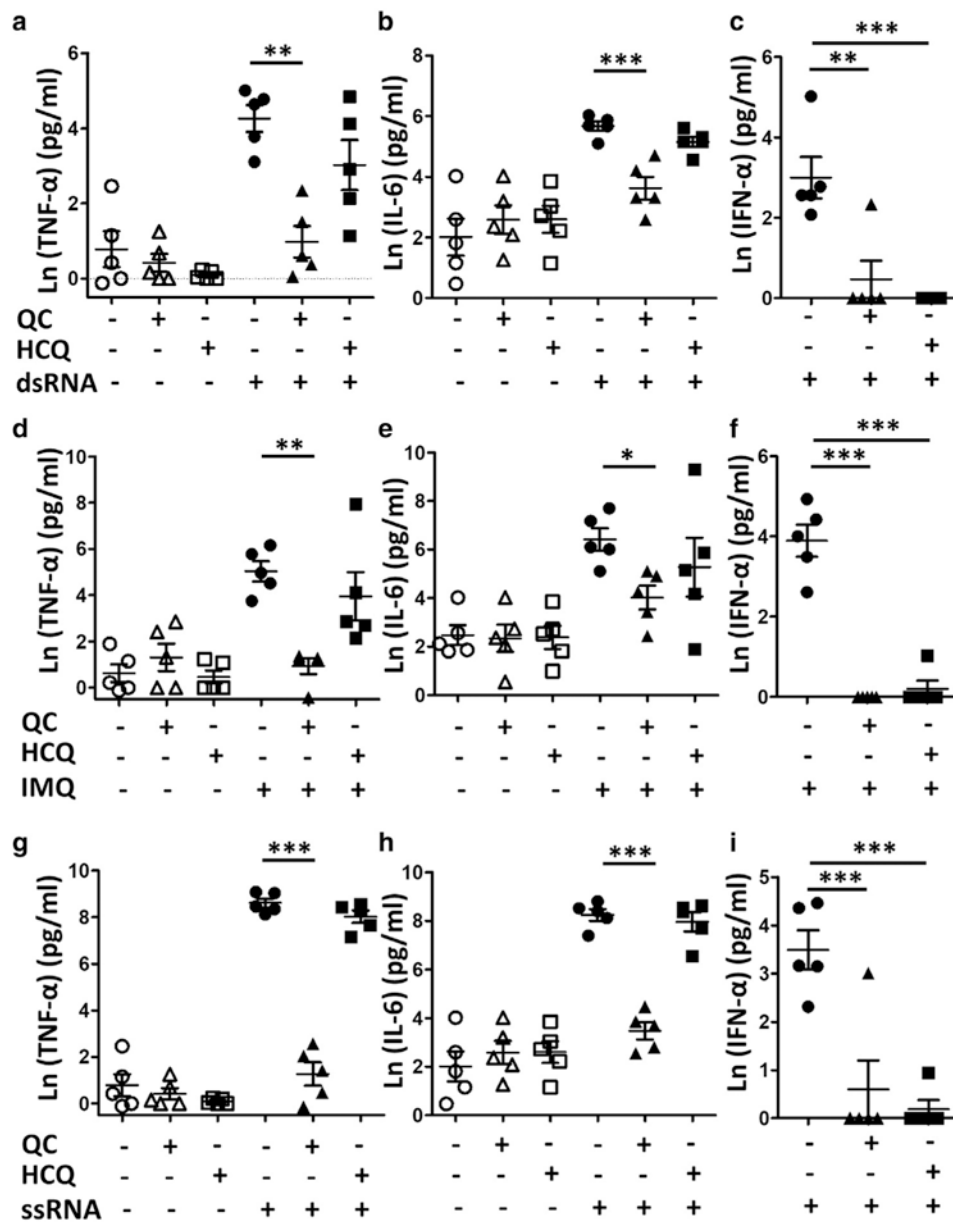 a
Ln (TNF-α) (pg/ml)
6
4
2
0
**
b
Ln (IL-6) (pg/ml)
8
6
4
2
0
***
c
Ln (IFN-α) (pg/ml)
6
4
2
0
***
**
QC - + - - + - - + - - + - - + -
HCQ - - + - - + - - + - - + - - +
dsRNA - - - + + + - - - + + + + + +
d
Ln (TNF-α) (pg/ml)
10
8
6
4
2
0
**
e
Ln (IL-6) (pg/ml)
10
8
6
4
2
0
*
f
Ln (IFN-α) (pg/ml)
6
4
2
0
***
***
QC - + - - + - - + - - + - - + -
HCQ - - + - - + - - + - - + - - +
IMQ - - - + + + - - - + + + + + +
g
Ln (TNF-α) (pg/ml)
10
8
6
4
2
0
***
h
Ln (IL-6) (pg/ml)
10
8
6
4
2
0
***
i
Ln (IFN-α) (pg/ml)
5
4
3
2
1
0
***
***
QC - + - - + - - + - - + - - + -
HCQ - - + - - + - - + - - + - - +
ssRNA - - - + + + - - - + + + + + +